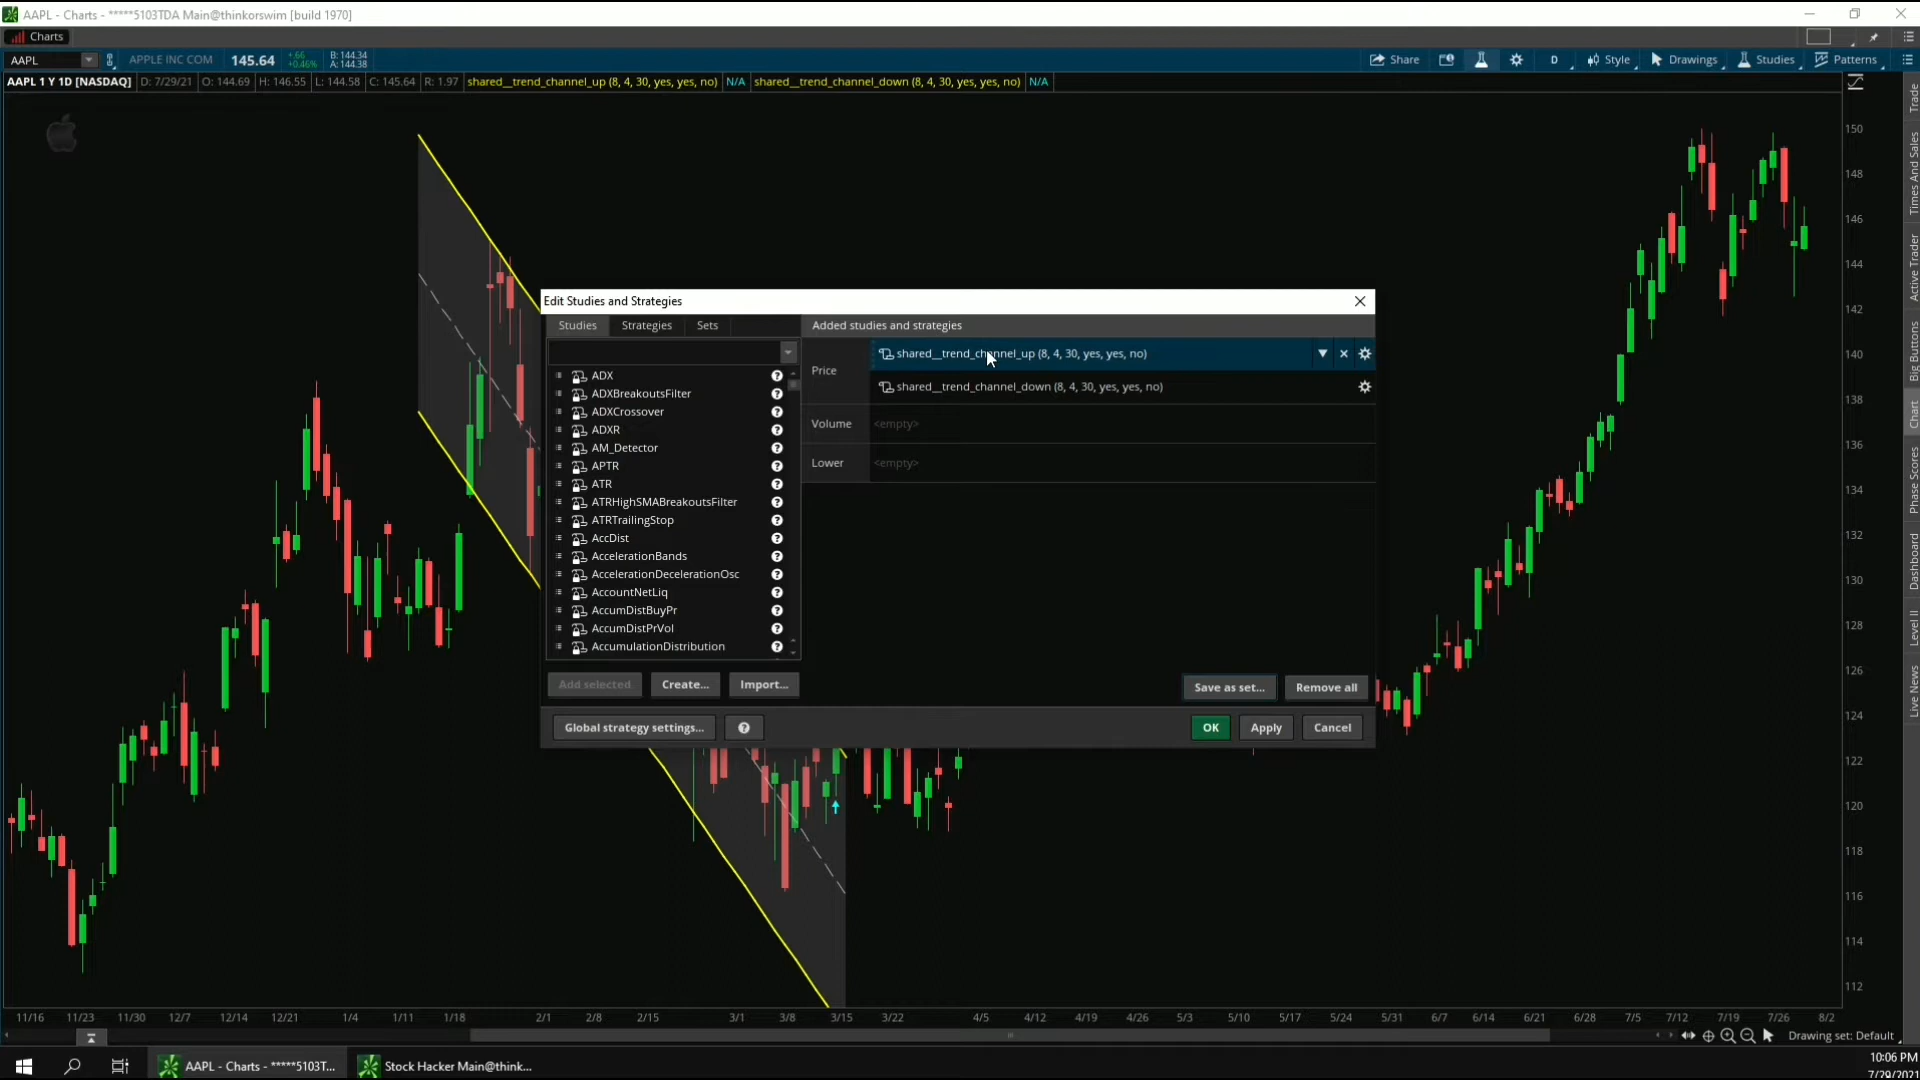 AAPL - Charts - *****5103TDA Main@thinkorswim [build 1970]
Charts
AAPL APPLE INC COM 145.64 +.66 +0.46% B: 144.34 A: 144.38 Share D Style Drawings Studies Patterns
AAPL 1 Y 1D [NASDAQ] D: 7/29/21 O: 144.69 H: 146.55 L: 144.58 C: 145.64 R: 1.97 shared__trend_channel_up (8, 4, 30, yes, yes, no) N/A shared__trend_channel_down (8, 4, 30, yes, yes, no) N/A
Edit Studies and Strategies
Studies Strategies Sets
Added studies and strategies
ADX
ADXBreakoutsFilter
ADXCrossover
ADXR
AM_Detector
APTR
ATR
ATRHighSMABreakoutsFilter
ATRTrailingStop
AccDist
AccelerationBands
AccelerationDecelerationOsc
AccountNetLiq
AccumDistBuyPr
AccumDistPrVol
AccumulationDistribution
Price
shared__trend_channel_up (8, 4, 30, yes, yes, no)
shared__trend_channel_down (8, 4, 30, yes, yes, no)
Volume <empty>
Lower <empty>
Add selected Create... Import...
Save as set... Remove all
Global strategy settings...
OK Apply Cancel
150
148
146
144
142
140
138
136
134
132
130
128
126
124
122
120
118
116
114
112
Trade
Times And Sales
Active Trader
Big Buttons
Chart
Phase Scores
Dashboard
Level II
Live News
11/16 11/23 11/30 12/7 12/14 12/21 1/4 1/11 1/18 2/1 2/8 2/15 3/1 3/8 3/15 3/22 4/5 4/12 4/19 4/26 5/3 5/10 5/17 5/24 5/31 6/7 6/14 6/21 6/28 7/5 7/12 7/19 7/26 8/2
Drawing set: Default
AAPL - Charts - *****5103T...
Stock Hacker Main@think...
10:06 PM
7/29/2021